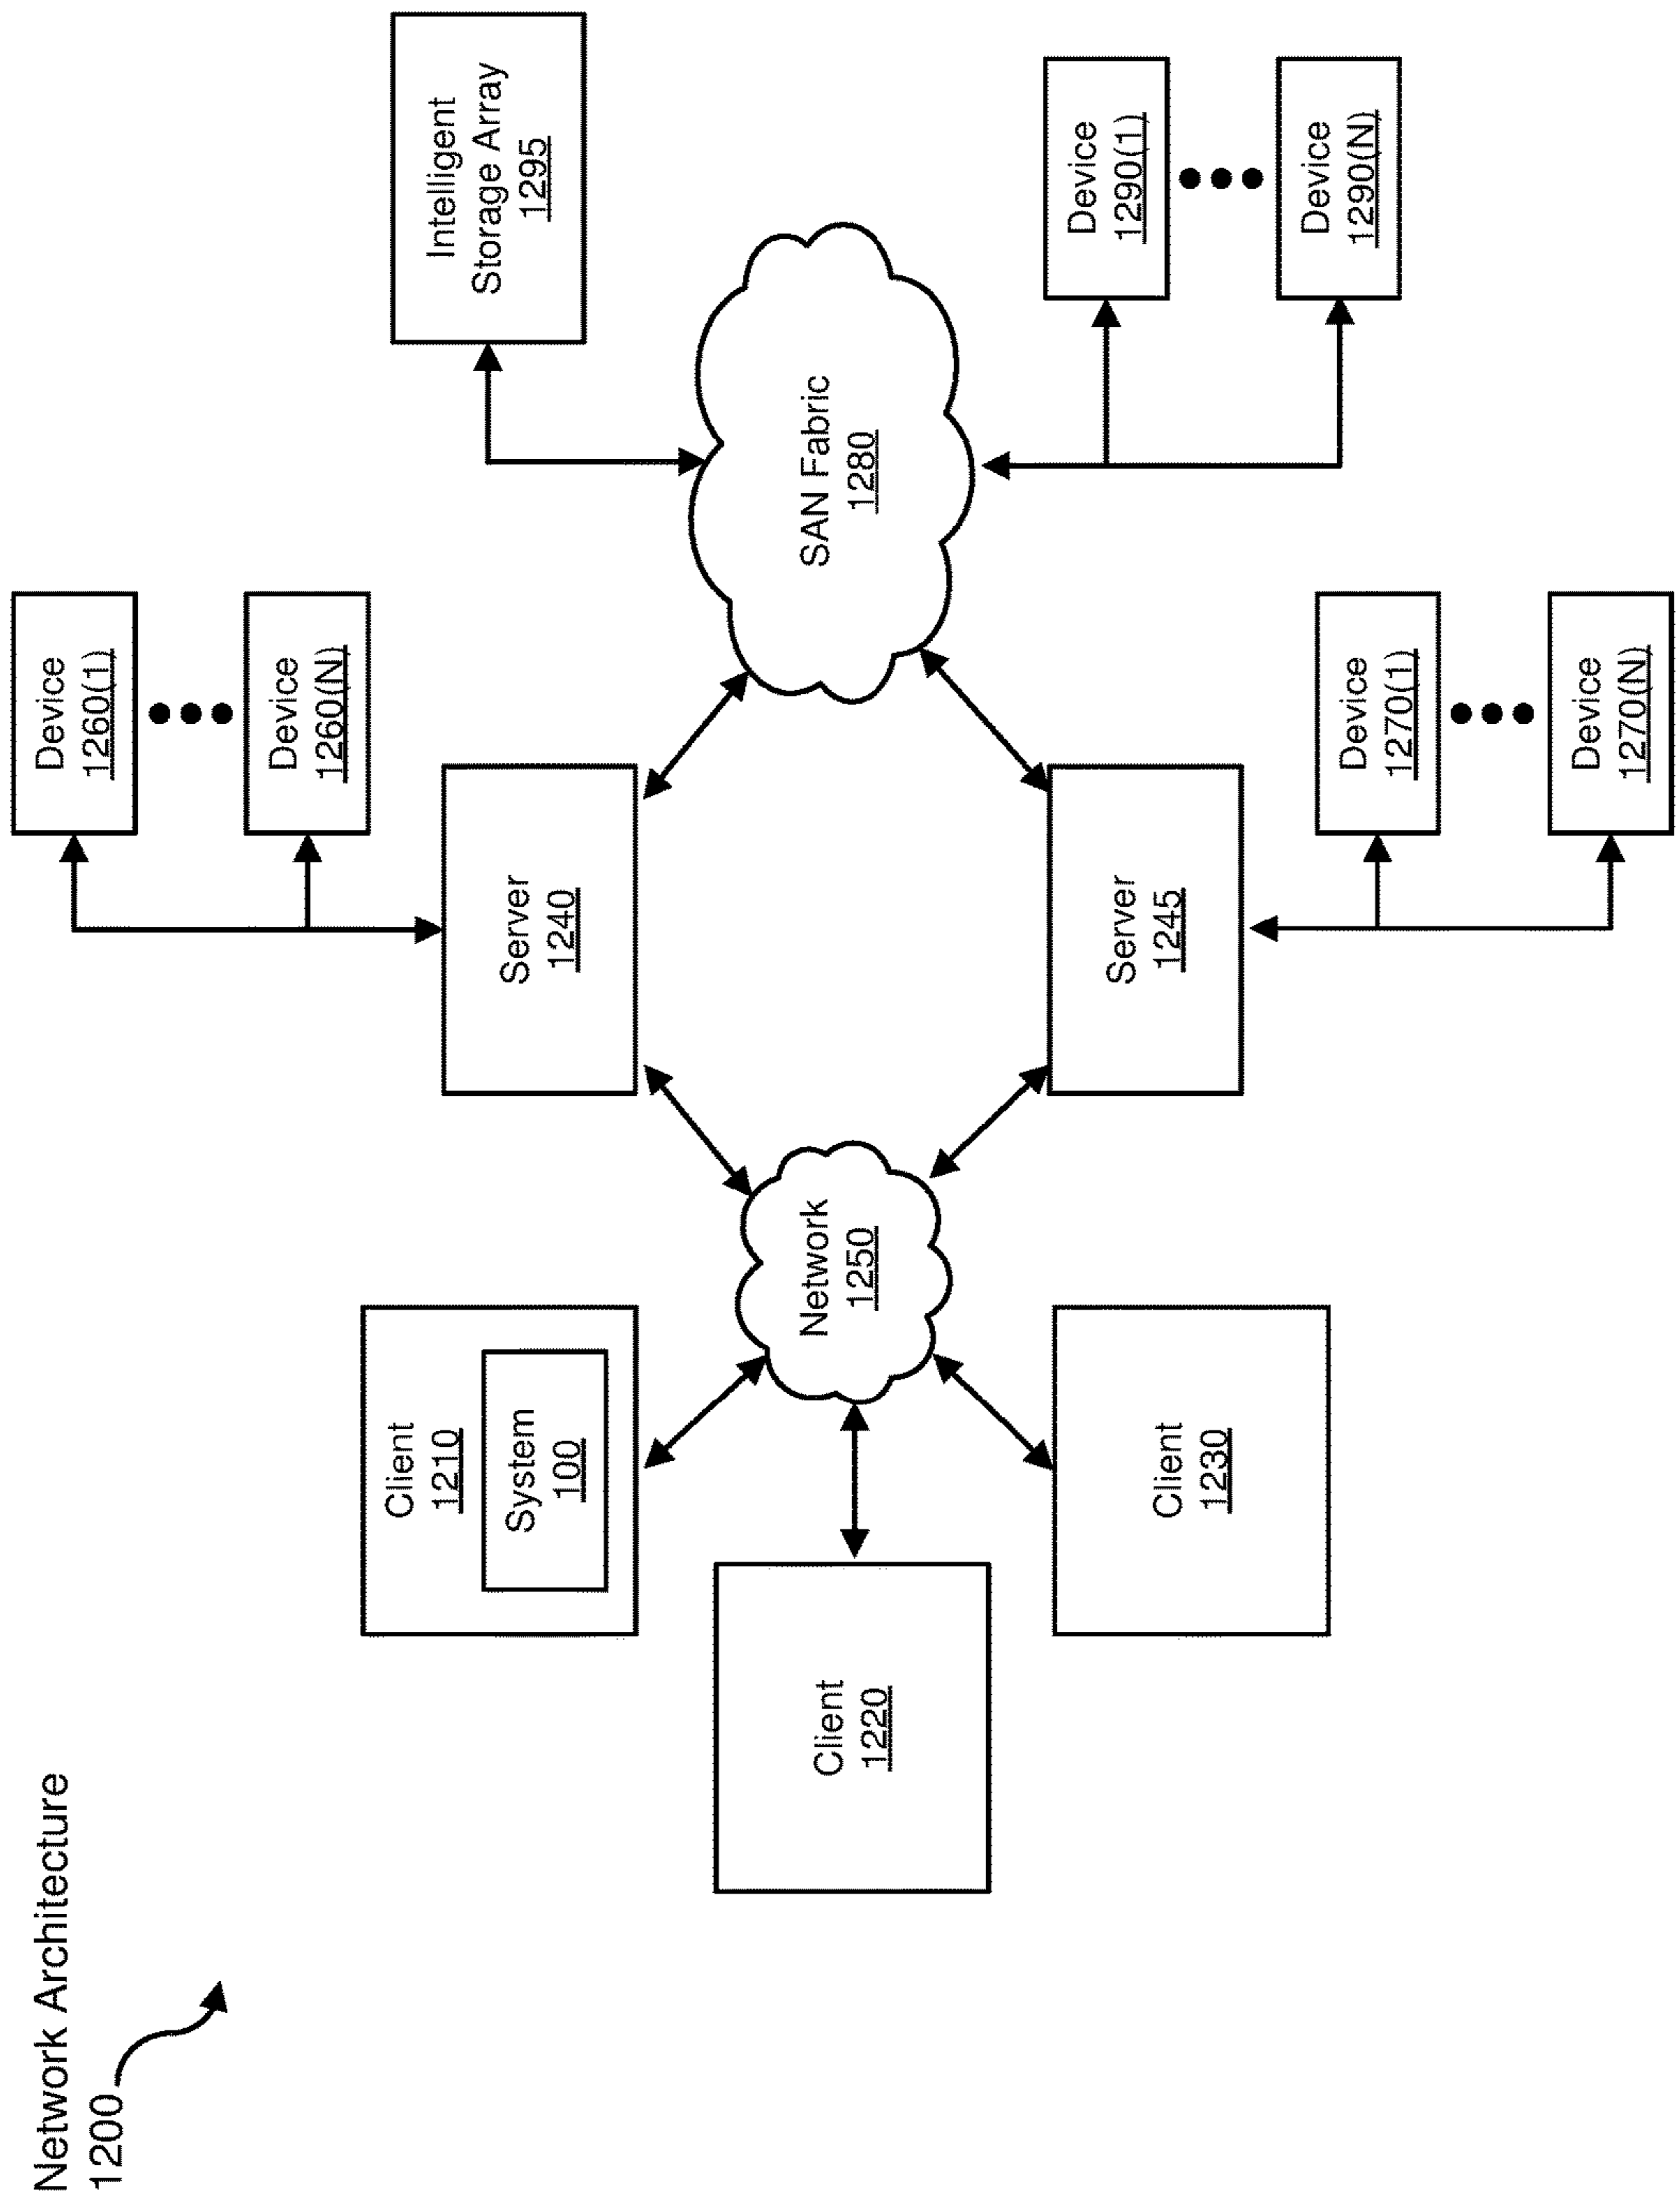 Network Architecture
1200
Device
1260(1)
Device
1260(N)
Client
1210
System
100
Server
1240
Intelligent
Storage Array
1295
Client
1220
Network
1250
SAN Fabric
1280
Client
1230
Server
1245
Device
1290(1)
Device
1290(N)
Device
1270(1)
Device
1270(N)